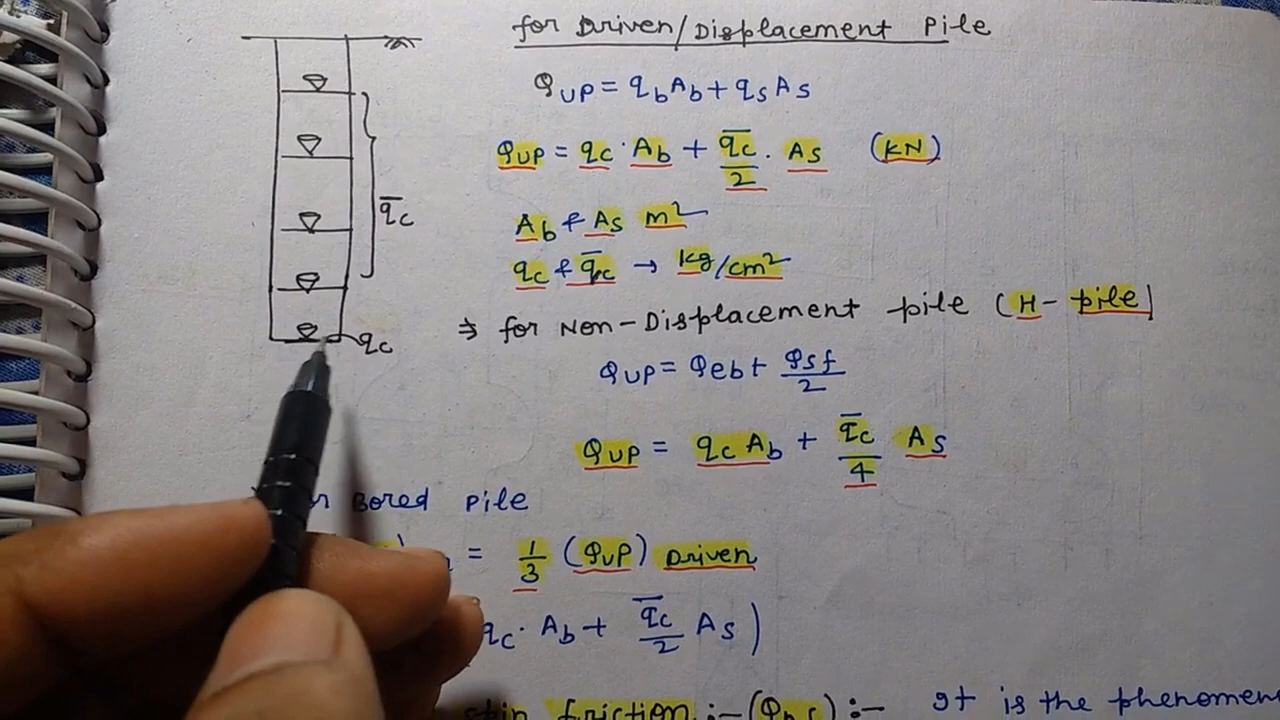 for Driven/Displacement Pile
QUP = qbAb + qsAs
QUP = qc · Ab + q̅c/2 · As (KN)
Ab & As m²
q̅c
qc & q̅c → kg/cm²
⇒ for Non-Displacement pile (H-pile)
qc
QUP = Qeb + Qsf/2
QUP = qc Ab + q̅c/4 As
Bored Pile
= 1/3 (QUP) Driven
qc · Ab + q̅c/2 As)
friction :- :- It is the phenomen